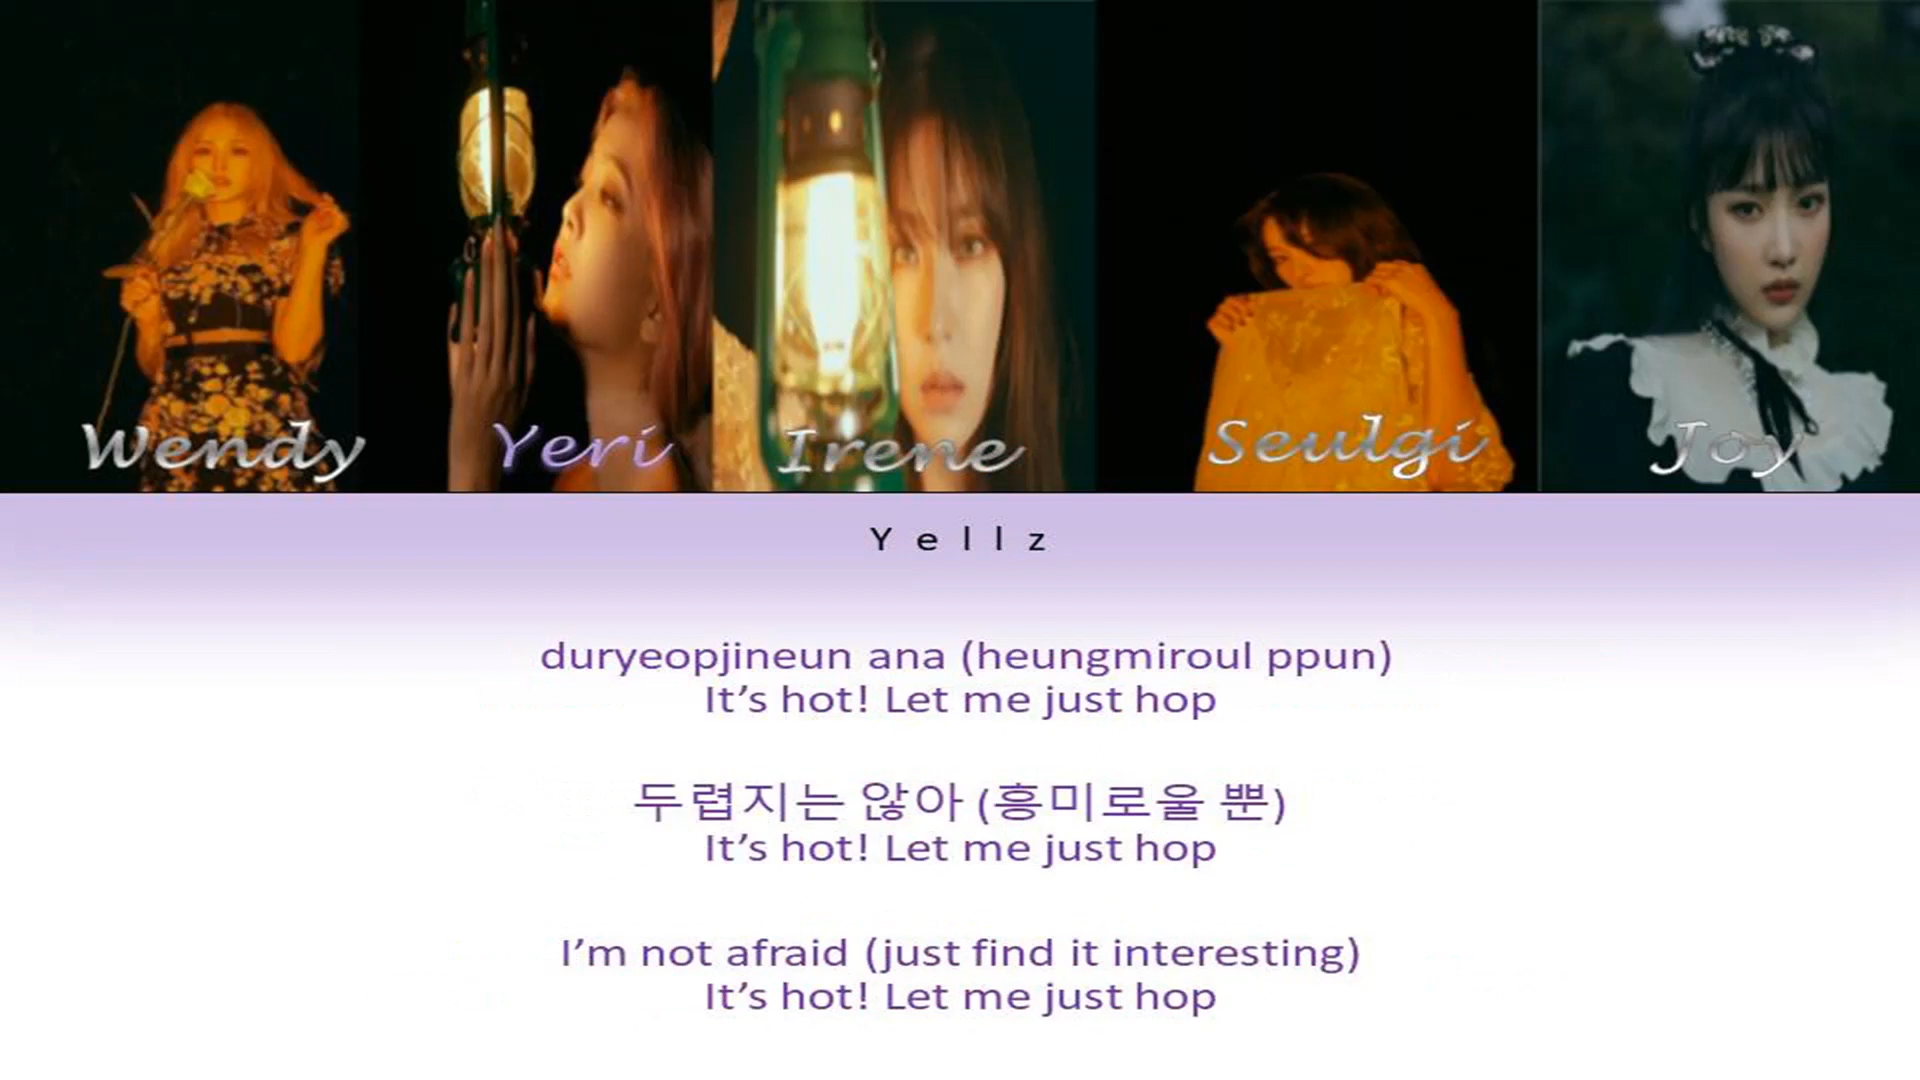 Wendy
Yeri
Irene
Seulgi
Joy
Yellz
duryeopjineun ana (heungmiroul ppun)
It’s hot! Let me just hop
두렵지는 않아 (흥미로울 뿐)
It’s hot! Let me just hop
I’m not afraid (just find it interesting)
It’s hot! Let me just hop